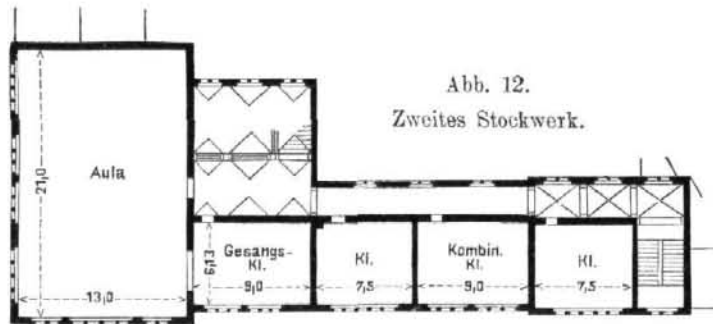 Abb. 12.
Zweites Stockwerk.
Aula
21,0
13,0
Gesangs-
Kl.
6,13
9,0
Kl.
7,5
Kombin.
Kl.
9,0
Kl.
7,5